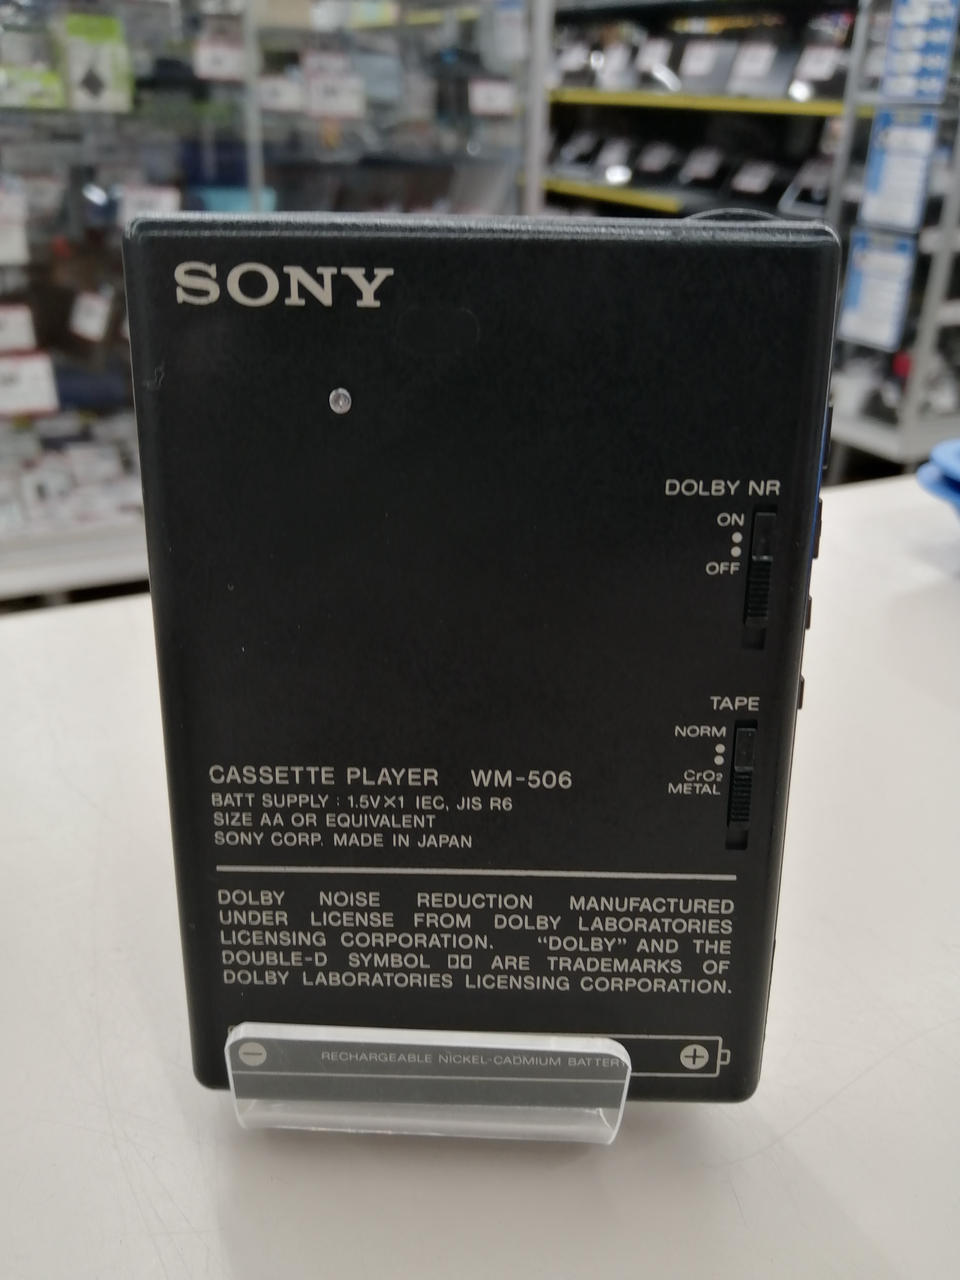 SONY
DOLBY NR
ON
OFF
TAPE
NORM
CrO₂
METAL
CASSETTE PLAYER WM-506
BATT SUPPLY : 1.5V×1 IEC, JIS R6
SIZE AA OR EQUIVALENT
SONY CORP. MADE IN JAPAN
DOLBY NOISE REDUCTION MANUFACTURED
UNDER LICENSE FROM DOLBY LABORATORIES
LICENSING CORPORATION. “DOLBY” AND THE
DOUBLE-D SYMBOL ARE TRADEMARKS OF
DOLBY LABORATORIES LICENSING CORPORATION.
RECHARGEABLE NICKEL-CADMIUM BATTERY